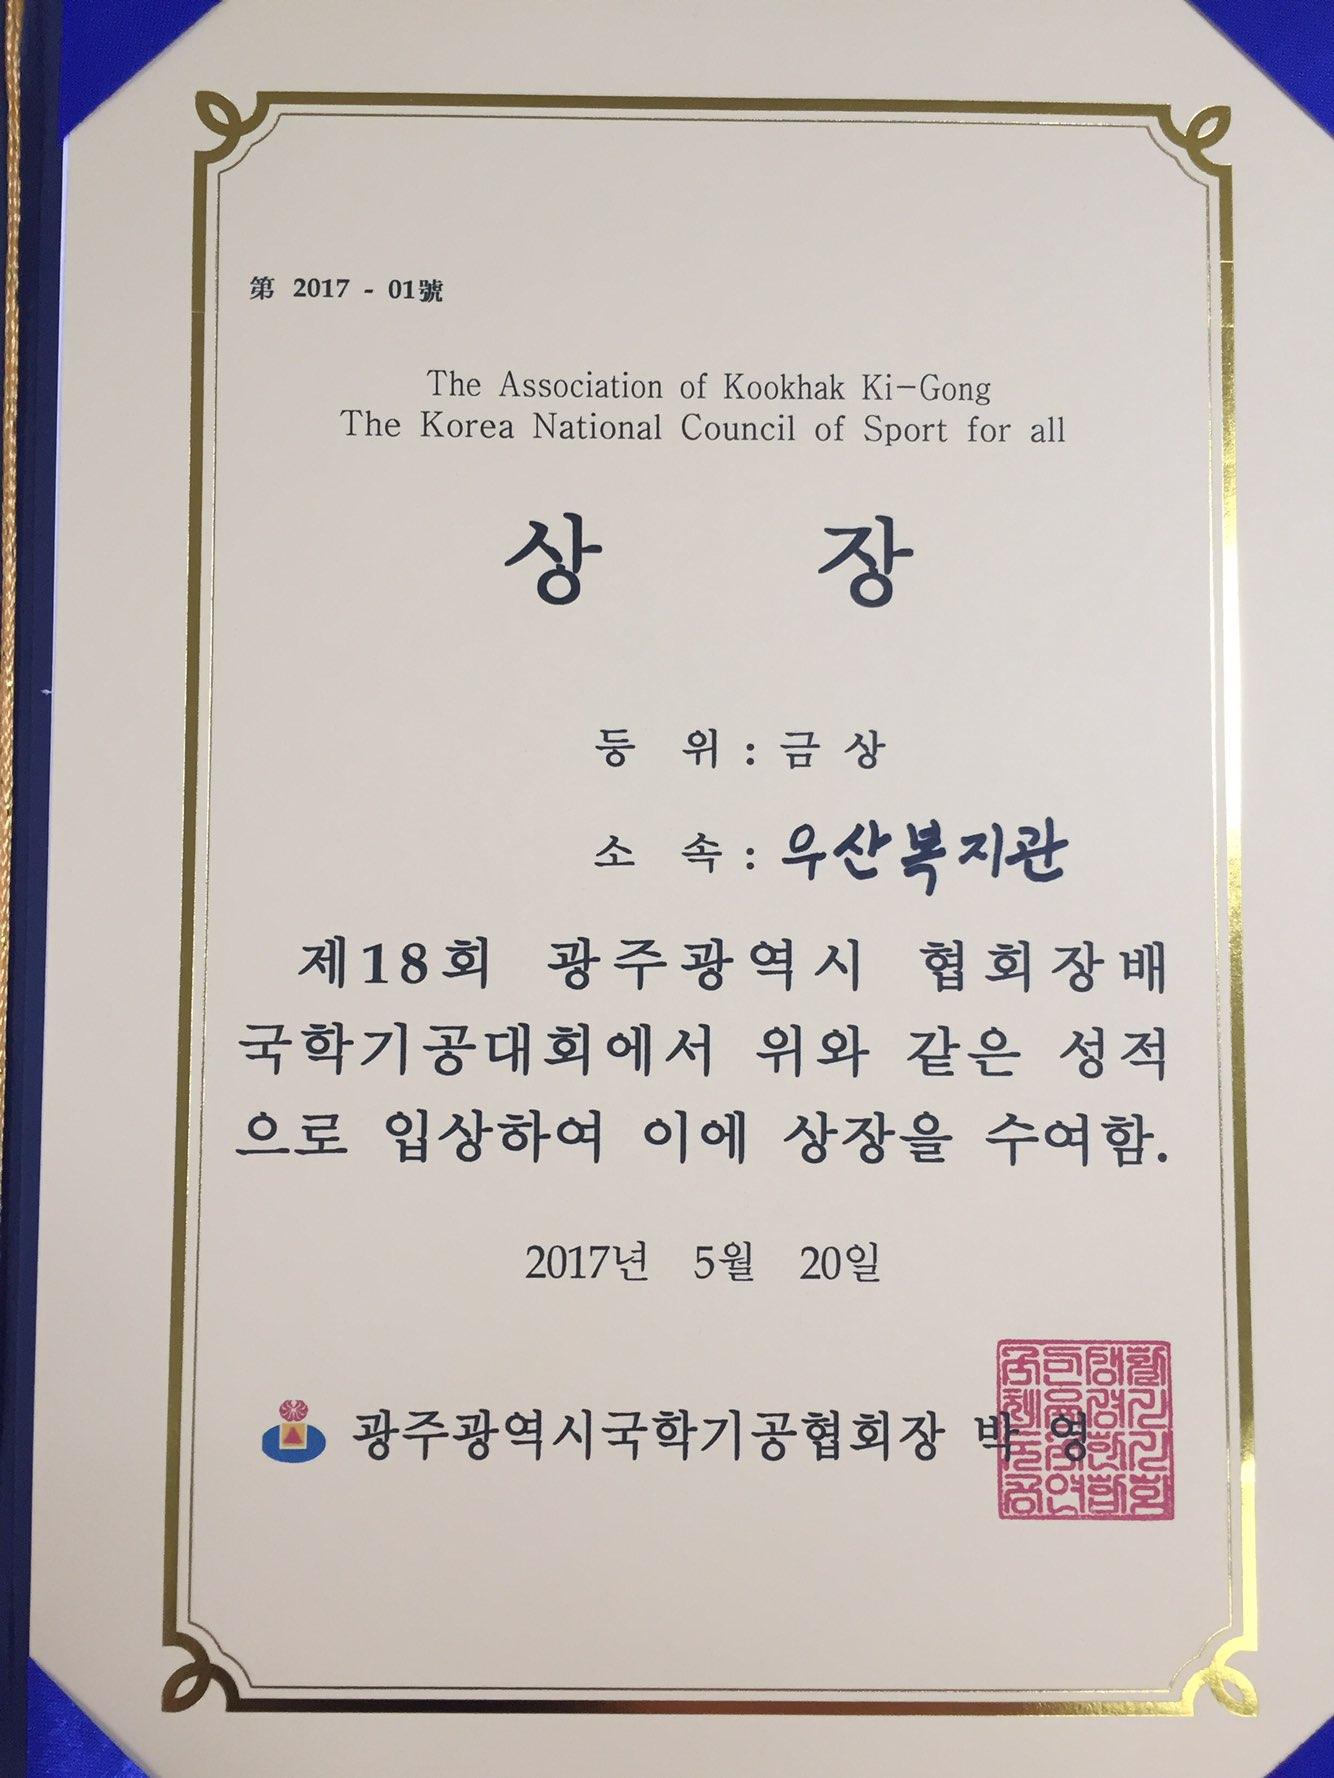 第 2017 - 01號
The Association of Kookhak Ki-Gong
The Korea National Council of Sport for all
상 장
등 위 : 금 상
소 속 : 우산복지관
제18회 광주광역시 협회장배
국학기공대회에서 위와 같은 성적
으로 입상하여 이에 상장을 수여함.
2017년 5월 20일
광주광역시국학기공협회장 박 영